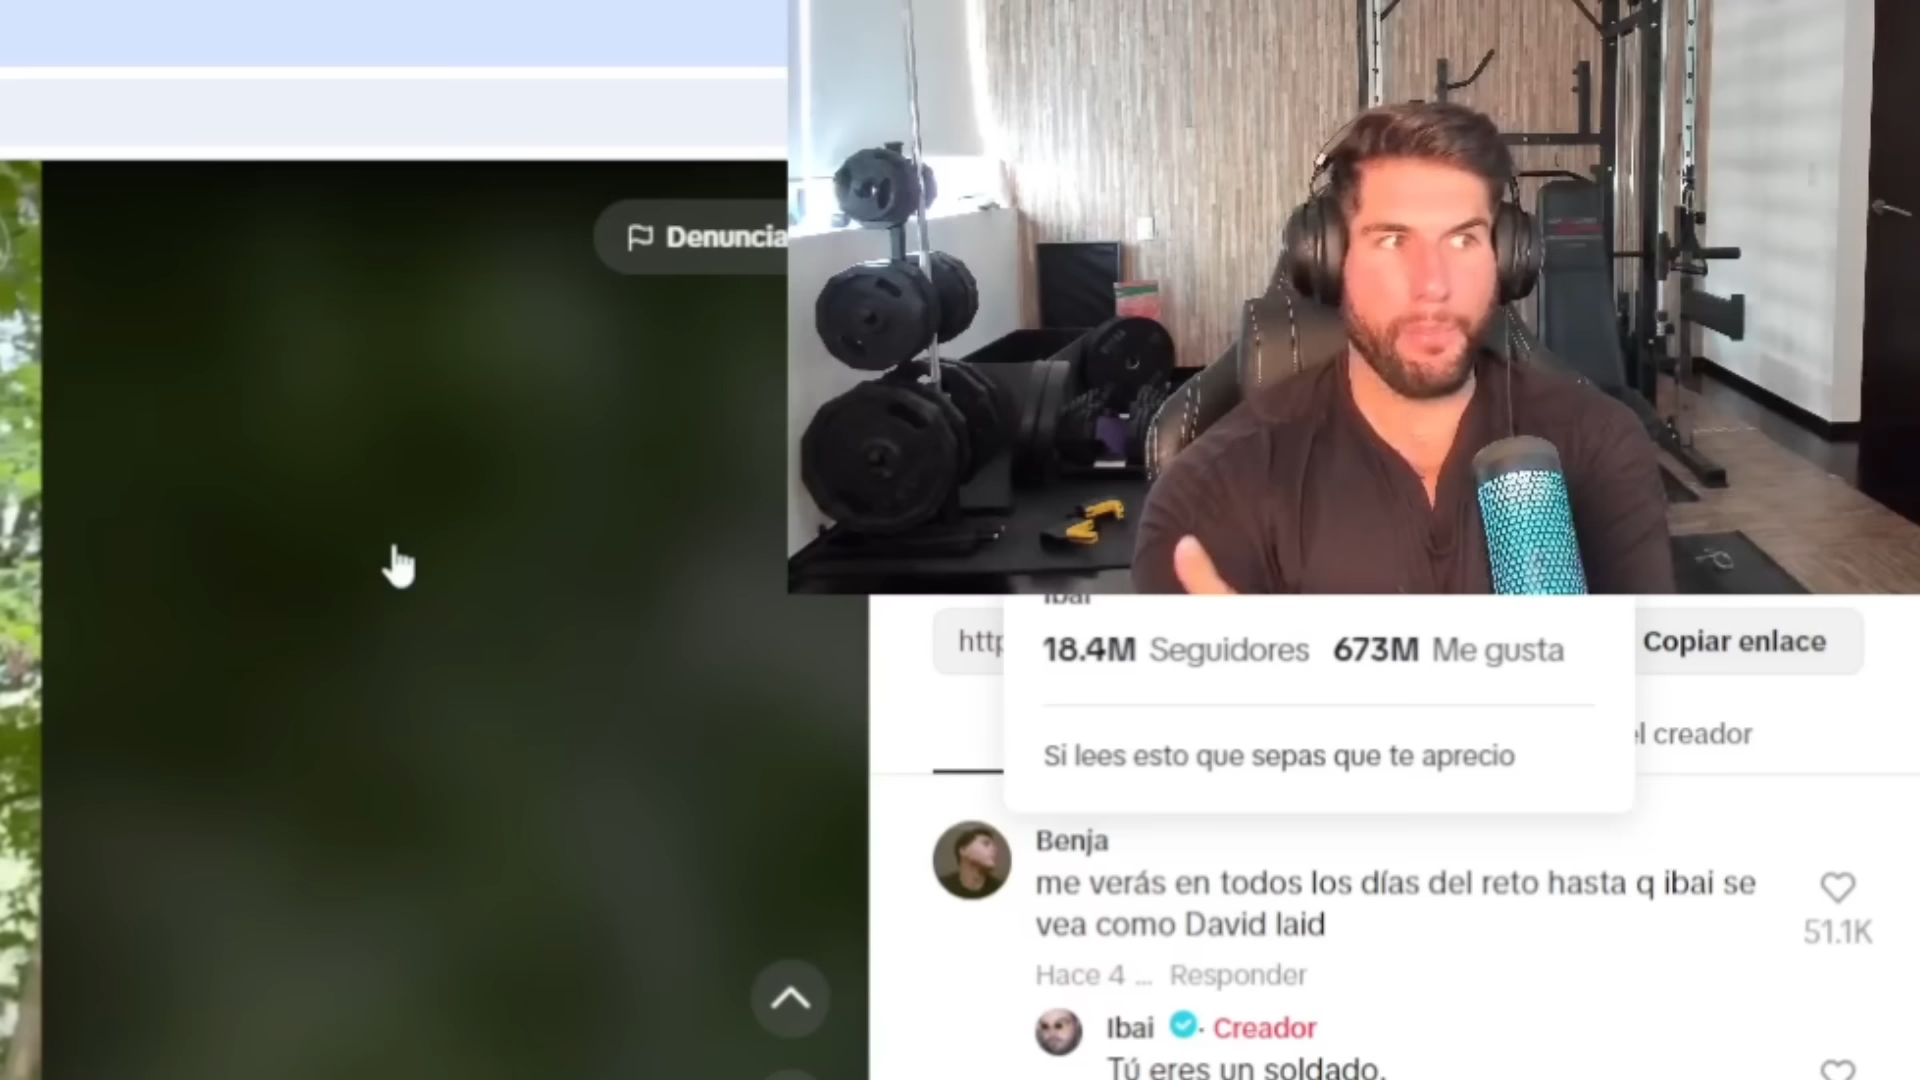 Denuncia
Ibai
http
18.4M Seguidores 673M Me gusta
Copiar enlace
Si lees esto que sepas que te aprecio
el creador
Benja
me verás en todos los días del reto hasta q ibai se
vea como David laid
51.1K
Hace 4 ... Responder
Ibai · Creador
Tú eres un soldado.